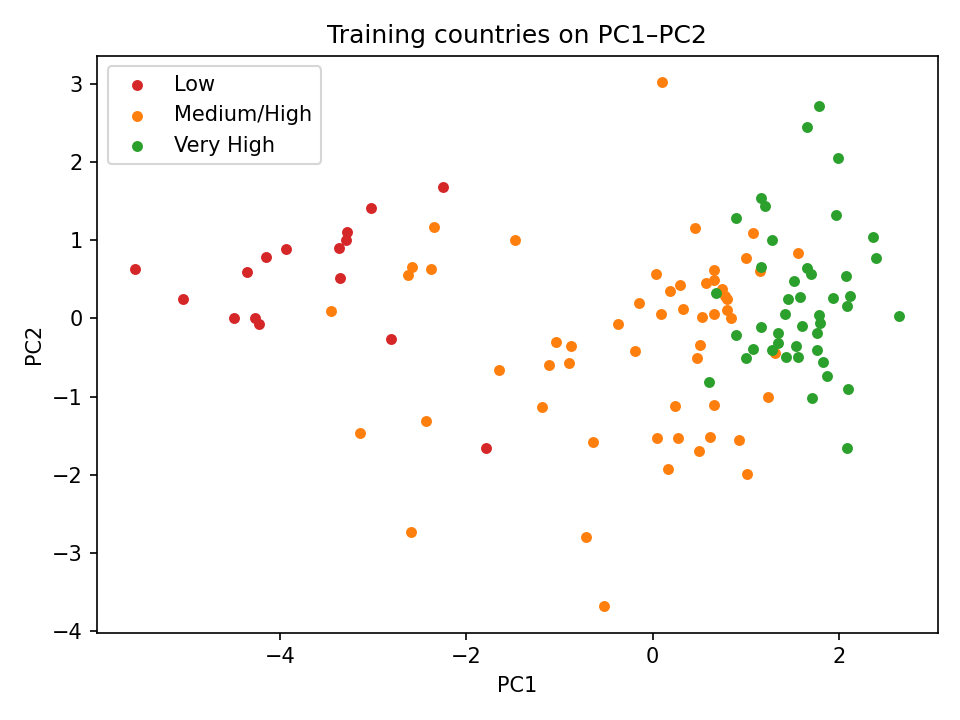 Training countries on PC1–PC2
Low
Medium/High
Very High
3
2
1
0
−1
−2
−3
−4
PC2
−4
−2
0
2
PC1